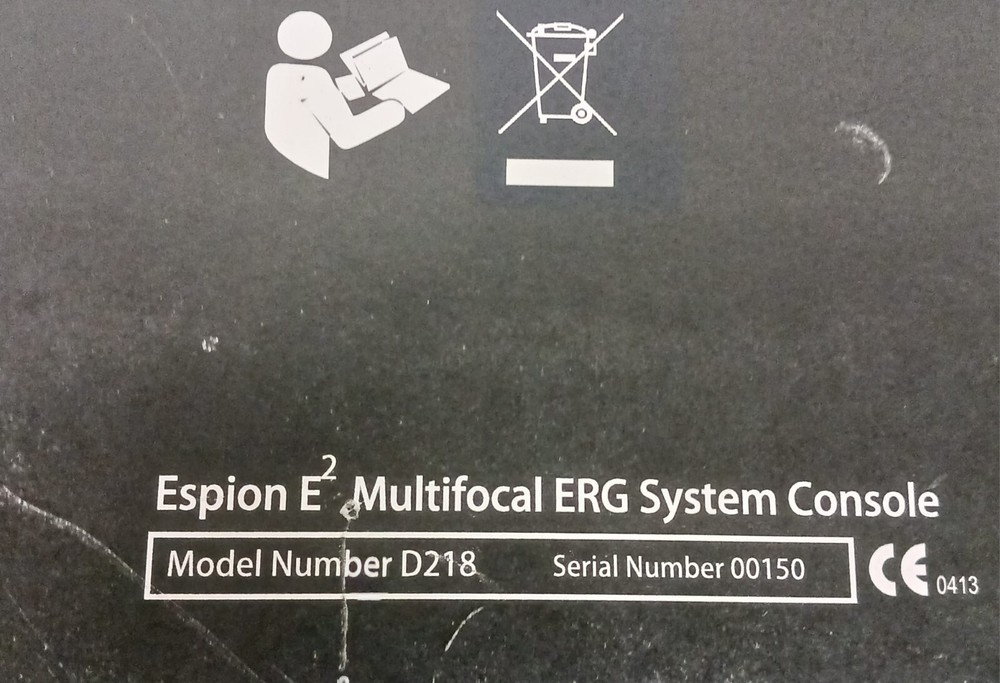 Espion E² Multifocal ERG System Console
Model Number D218 Serial Number 00150
CE 0413